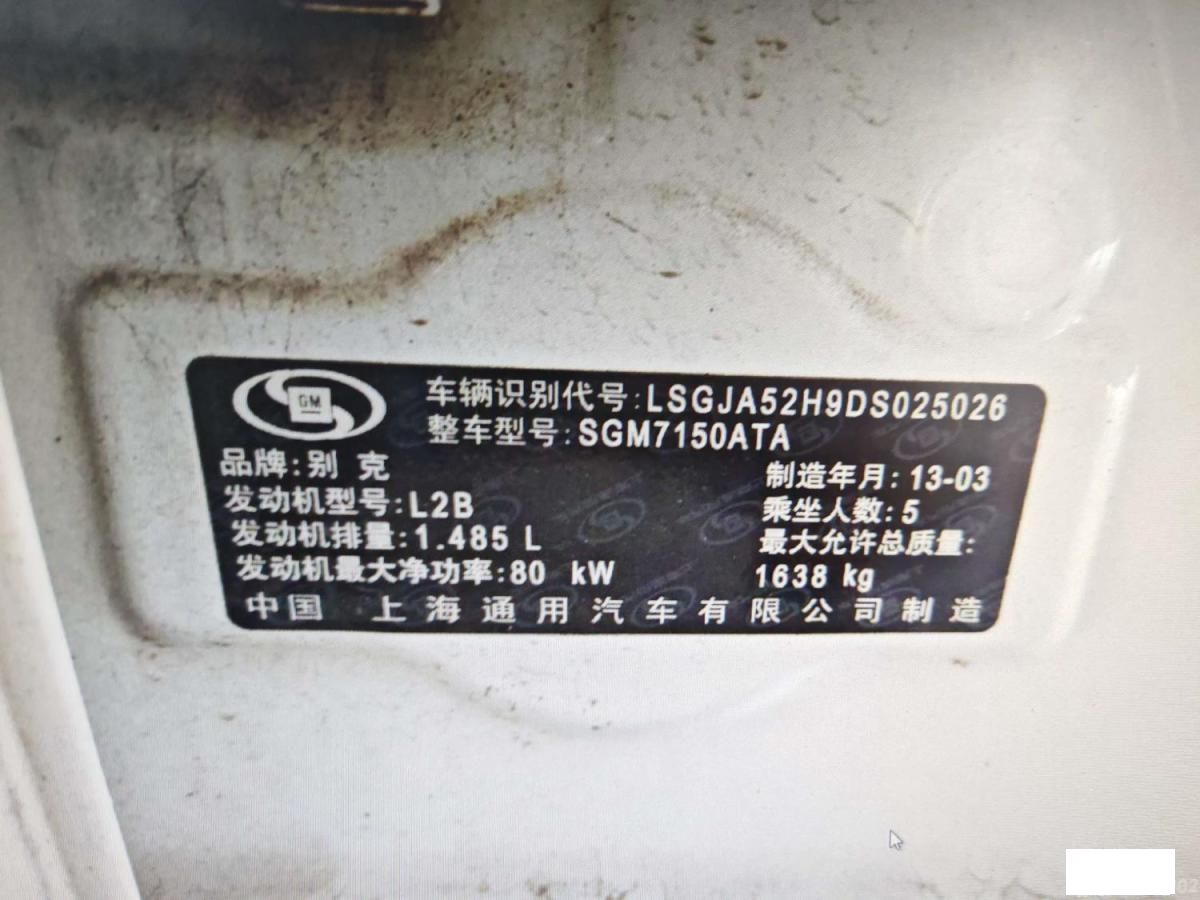 GM
车辆识别代号:LSGJA52H9DS025026
整车型号:SGM7150ATA
品牌:别 克
制造年月:13-03
发动机型号:L2B
乘坐人数:5
发动机排量:1.485 L
最大允许总质量:
发动机最大净功率:80 kW
1638 kg
中国 上海通用汽车有限公司制造